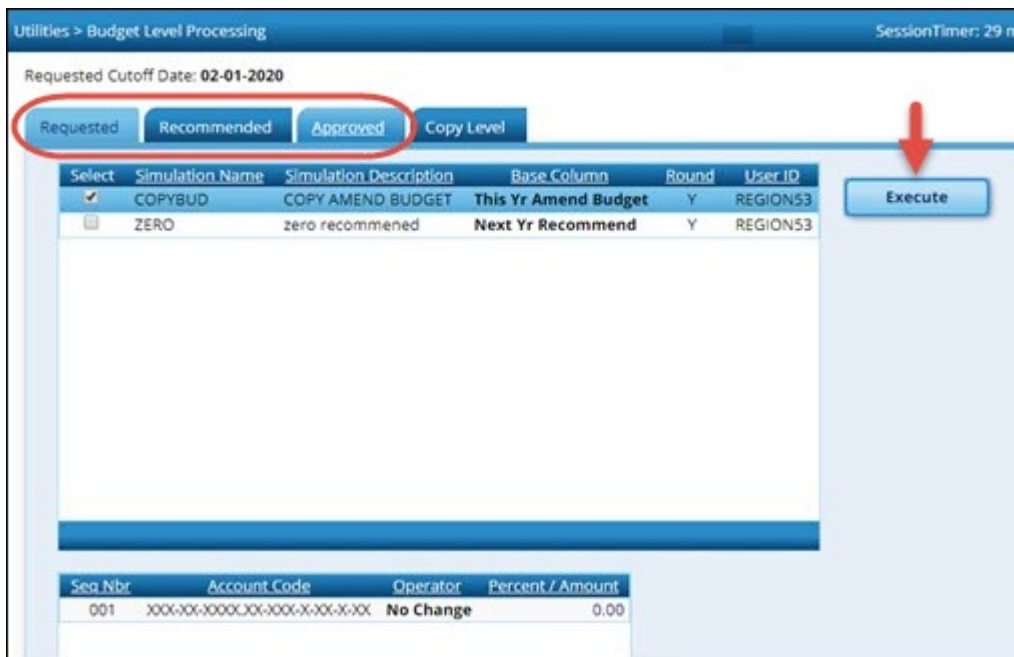 Utilities > Budget Level Processing SessionTimer: 29 m
Requested Cutoff Date: 02-01-2020
Requested Recommended Approved Copy Level
Select Simulation Name Simulation Description Base Column Round User ID
COPYBUD COPY AMEND BUDGET This Yr Amend Budget Y REGION53
ZERO zero recommened Next Yr Recommend Y REGION53
Execute
Seq Nbr Account Code Operator Percent / Amount
001 XXX-XX-XXXX.XX-XXX-X-XX-X-XX No Change 0.00